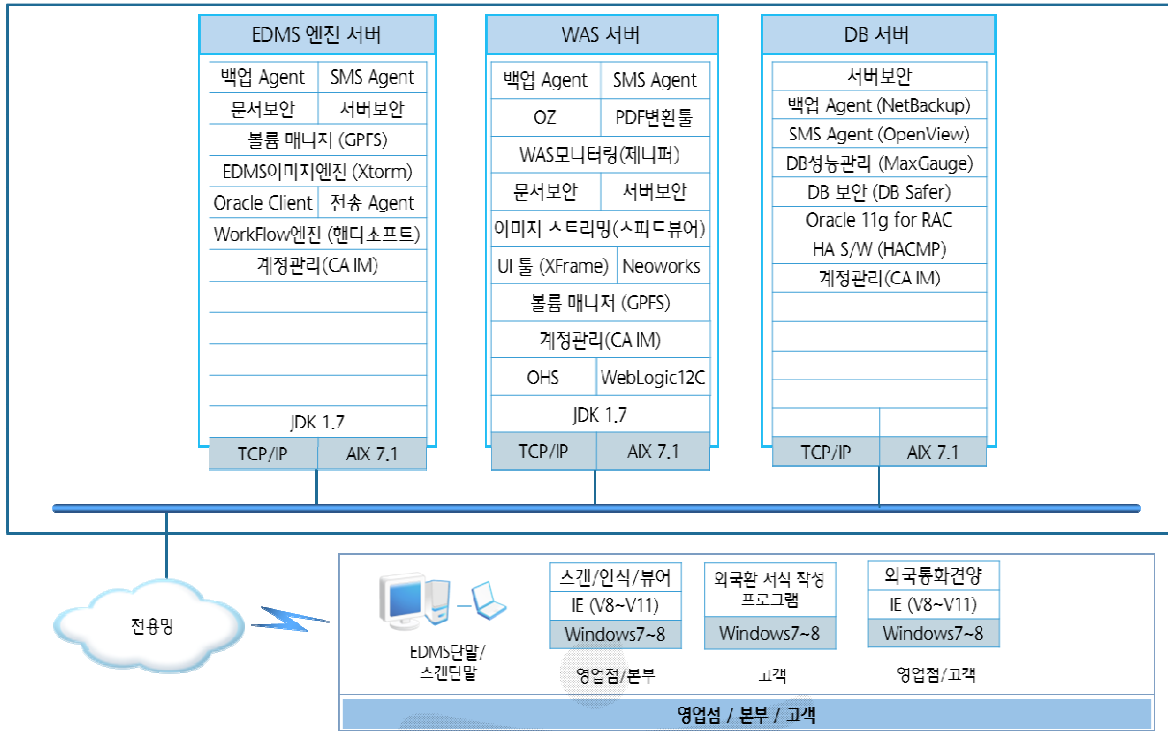 EDMS 엔진 서버
백업 Agent SMS Agent
문서보안 서버보안
볼륨 매니저 (GPFS)
EDMS이미지엔진 (Xtorm)
Oracle Client 전송 Agent
WorkFlow엔진 (핸디소프트)
계정관리(CA IM)
JDK 1.7
TCP/IP AIX 7.1
WAS 서버
백업 Agent SMS Agent
OZ PDF변환툴
WAS모니터링(제니퍼)
문서보안 서버보안
이미지 스트리밍(스피드뷰어)
UI 툴 (XFrame) Neoworks
볼륨 매니저 (GPFS)
계정관리(CA IM)
OHS WebLogic12C
JDK 1.7
TCP/IP AIX 7.1
DB 서버
서버보안
백업 Agent (NetBackup)
SMS Agent (OpenView)
DB성능관리 (MaxGauge)
DB 보안 (DB Safer)
Oracle 11g for RAC
HA S/W (HACMP)
계정관리(CA IM)
TCP/IP AIX 7.1
전용망
EDMS단말/
스캔단말
스캔/인식/뷰어
IE (V8~V11)
Windows7~8
영업점/본부
외국환 서식 작성
프로그램
Windows7~8
고객
외국통화견양
IE (V8~V11)
Windows7~8
영업점/고객
영업점 / 본부 / 고객